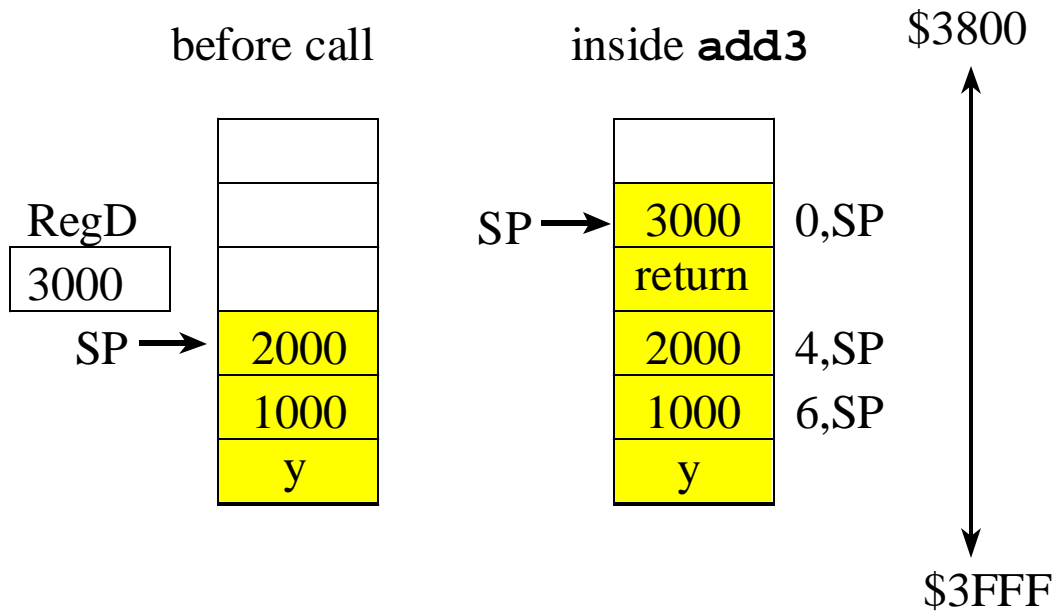 before call
inside add3
$3800
RegD
3000
SP
2000
1000
y
SP
3000
0,SP
return
2000
4,SP
1000
6,SP
y
$3FFF